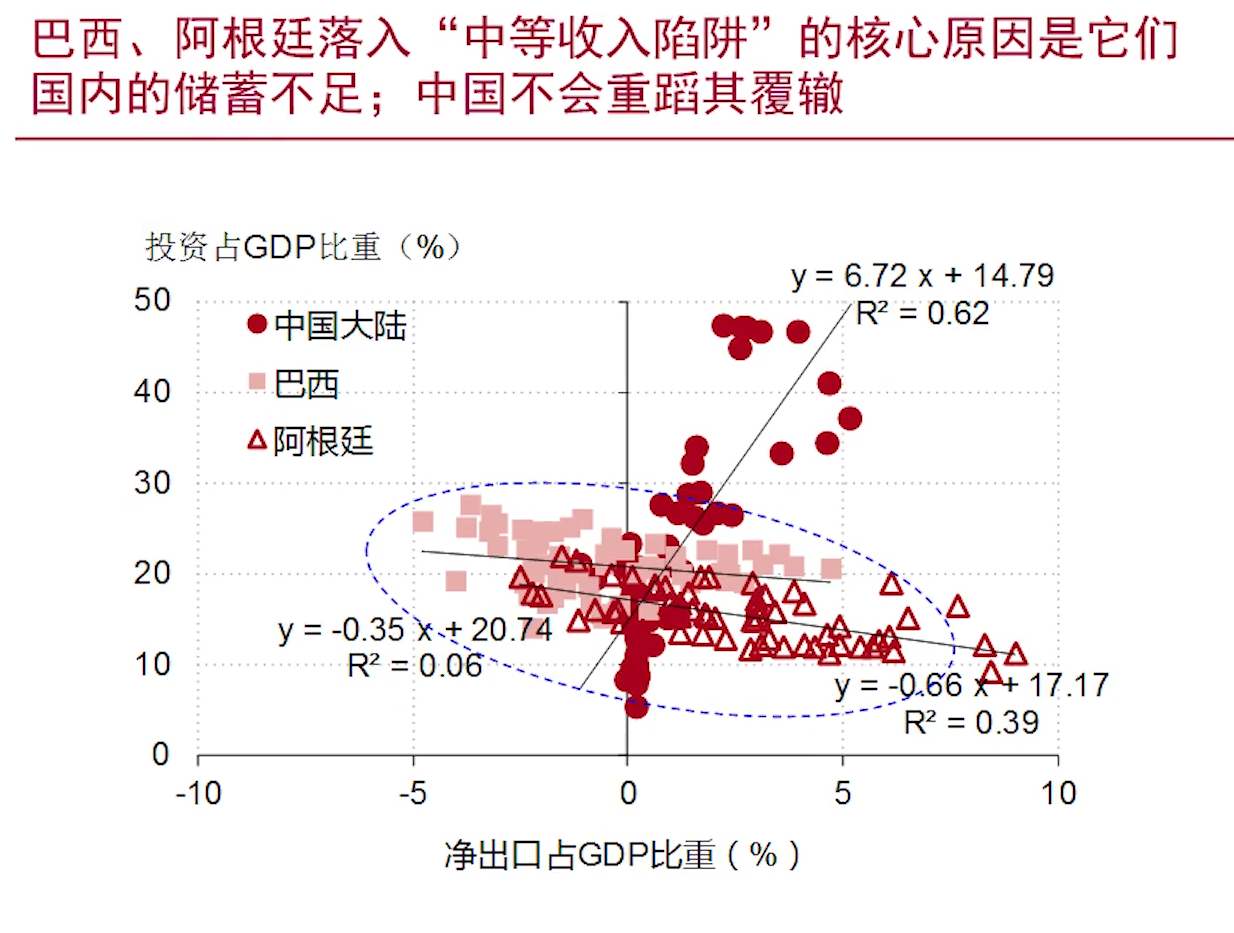 巴西、阿根廷落入“中等收入陷阱”的核心原因是它们
国内的储蓄不足；中国不会重蹈其覆辙
投资占GDP比重（%）
y = 6.72 x + 14.79
R² = 0.62
50
40
30
20
10
0
中国大陆
巴西
阿根廷
y = -0.35 x + 20.74
R² = 0.06
y = -0.66 x + 17.17
R² = 0.39
-10
-5
0
5
10
净出口占GDP比重（%）